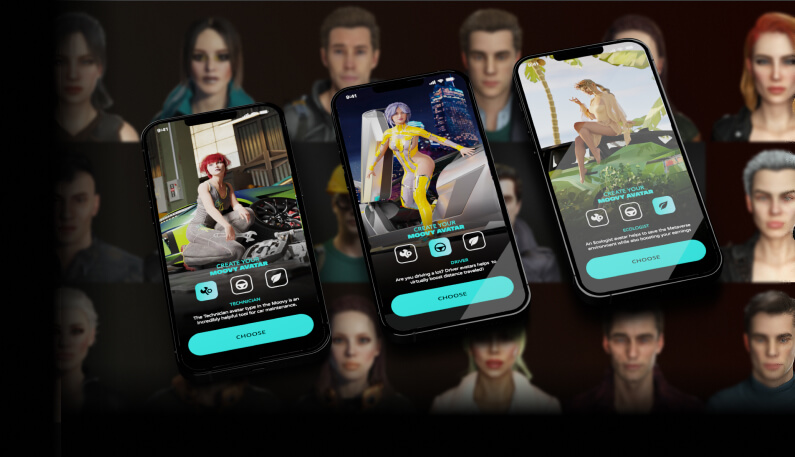 9:41
CREATE YOUR
MOOVY AVATAR
TECHNICIAN
The Technician avatar type in the Moovy is an
incredibly helpful tool for car maintenance.
CHOOSE
9:41
CREATE YOUR
MOOVY AVATAR
DRIVER
Are you driving a lot? Driver avatars helps to
virtually boost distance traveled?
CHOOSE
9:41
CREATE YOUR
MOOVY AVATAR
ECOLOGIST
An Ecologist avatar helps to save the Metaverse
environment while also boosting your earnings
CHOOSE